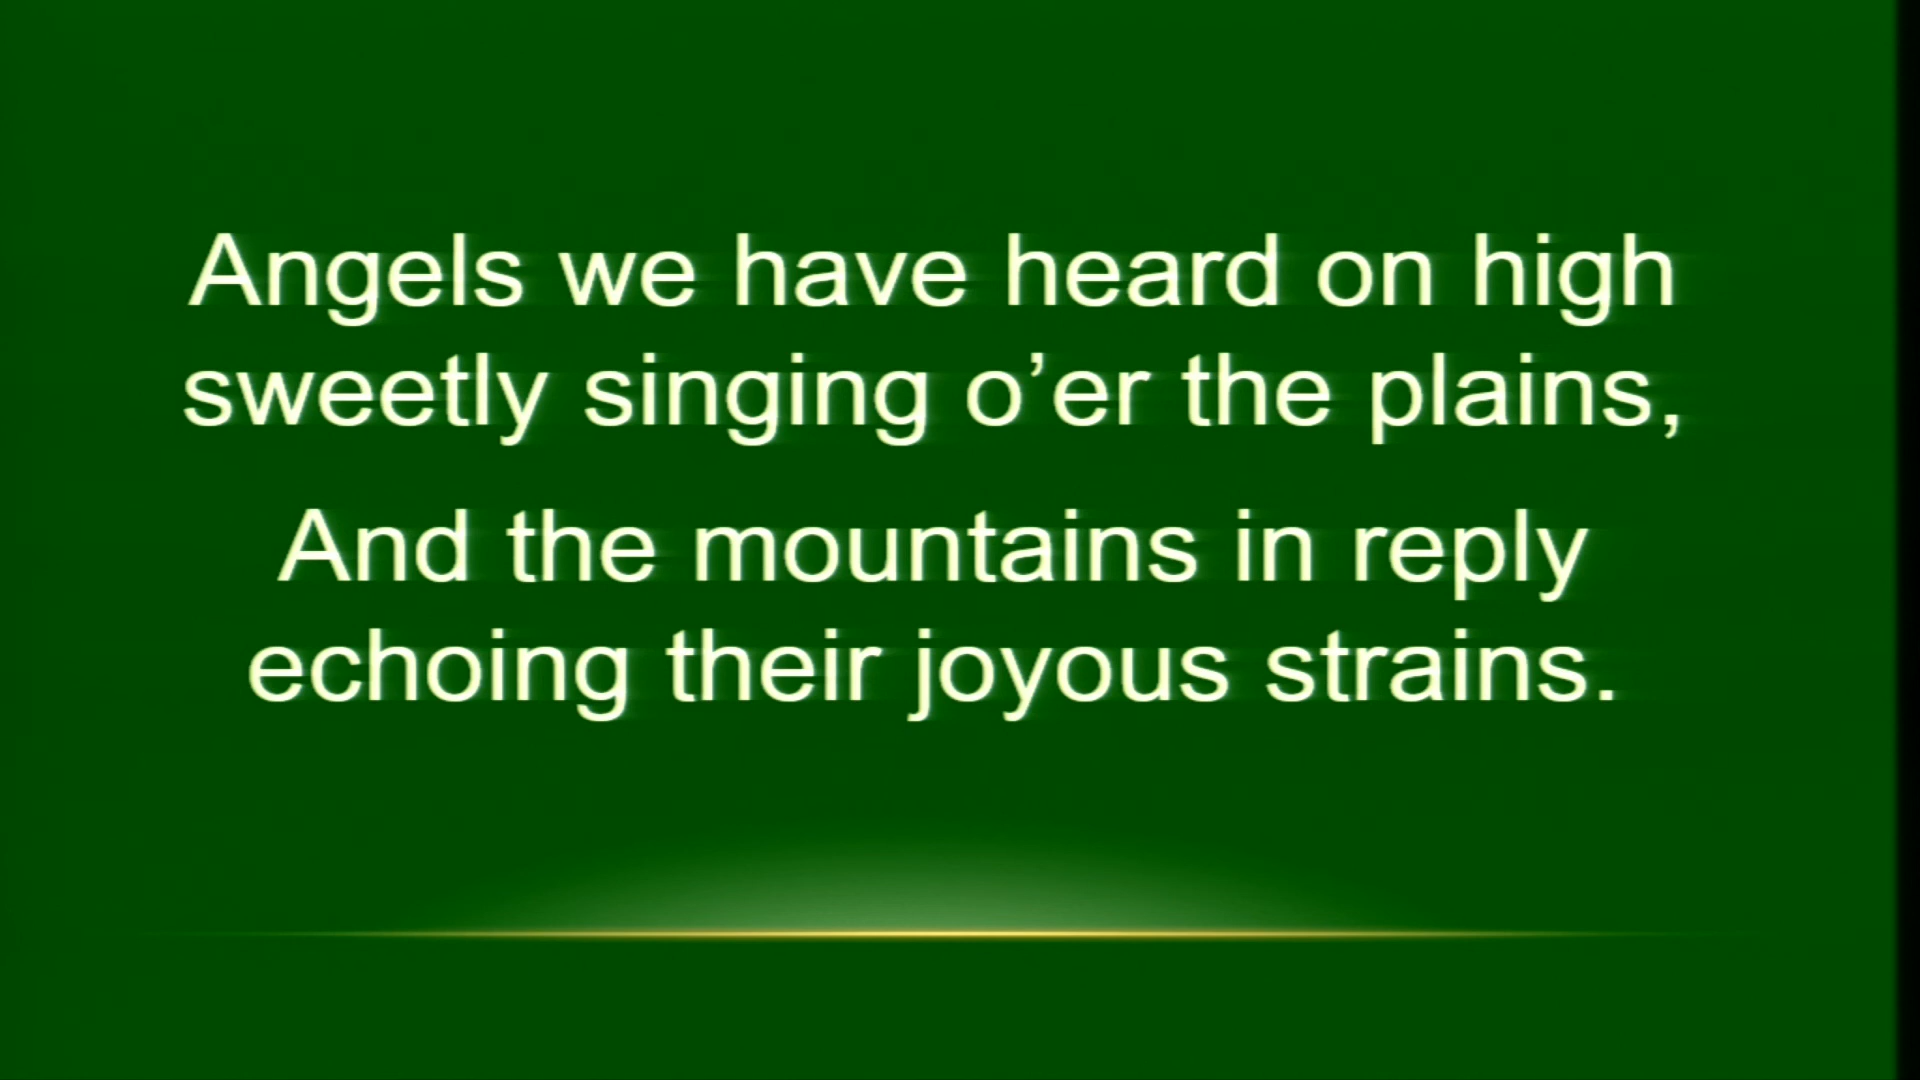 Angels we have heard on high
sweetly singing o’er the plains,
And the mountains in reply
echoing their joyous strains.